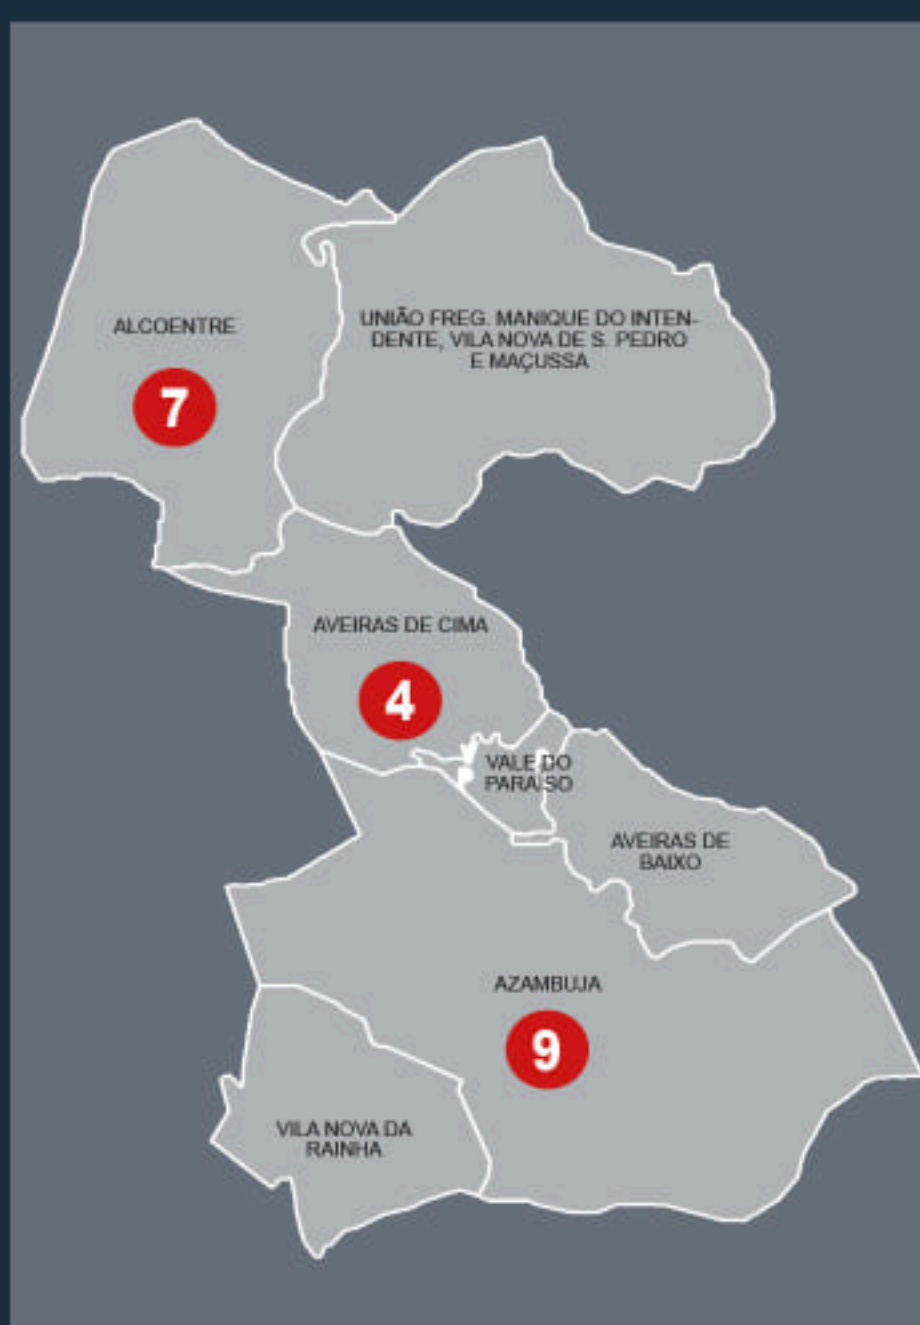 ALCOENTRE
7
UNIÃO FREG. MANIQUE DO INTEN-
DENTE, VILA NOVA DE S. PEDRO
E MAÇUSSA
AVEIRAS DE CIMA
4
VALE DO
PARAÍSO
AVEIRAS DE
BAIXO
AZAMBUJA
9
VILA NOVA DA
RAINHA